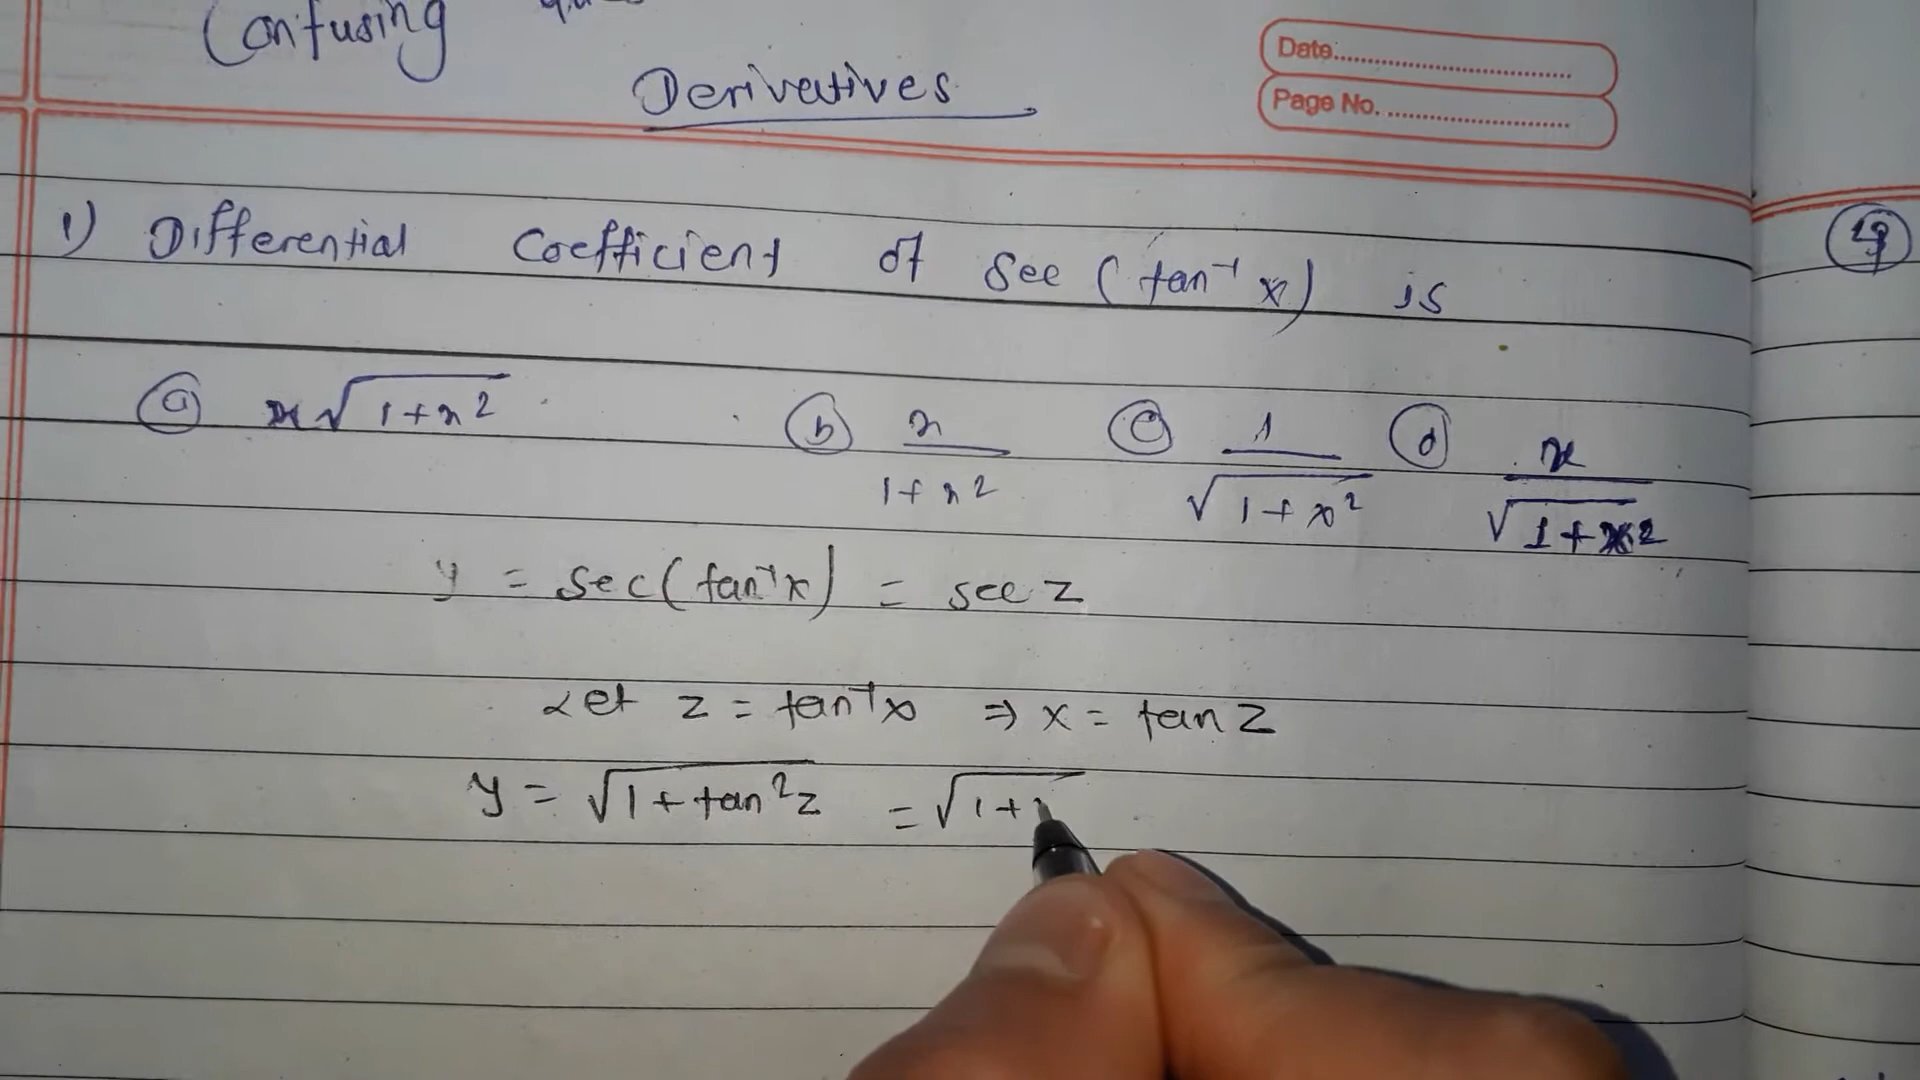 Confusing
Derivatives
Date
Page No.
1) Differential Coefficient of sec (tan⁻¹ x) is
ⓐ x√1+x² ⓑ x/1+x² ⓒ 1/√1+x² ⓓ x/√1+x²
y = sec(tan⁻¹x) = sec z
Let z = tan⁻¹x ⇒ x = tan z
y = √1+tan²z = √1+